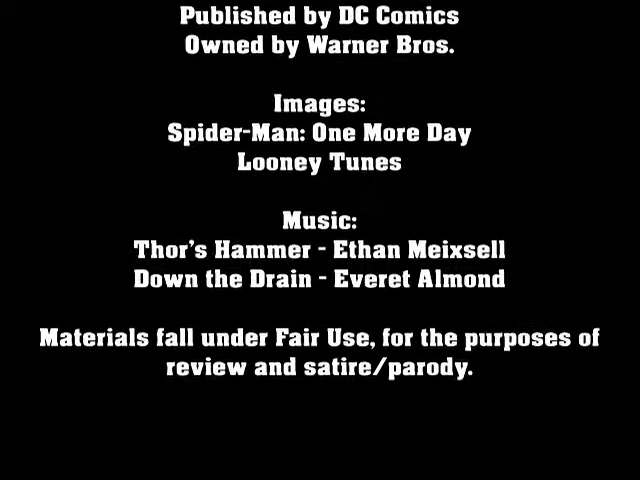 Published by DC Comics
Owned by Warner Bros.
Images:
Spider-Man: One More Day
Looney Tunes
Music:
Thor's Hammer - Ethan Meixsell
Down the Drain - Everet Almond
Materials fall under Fair Use, for the purposes of
review and satire/parody.